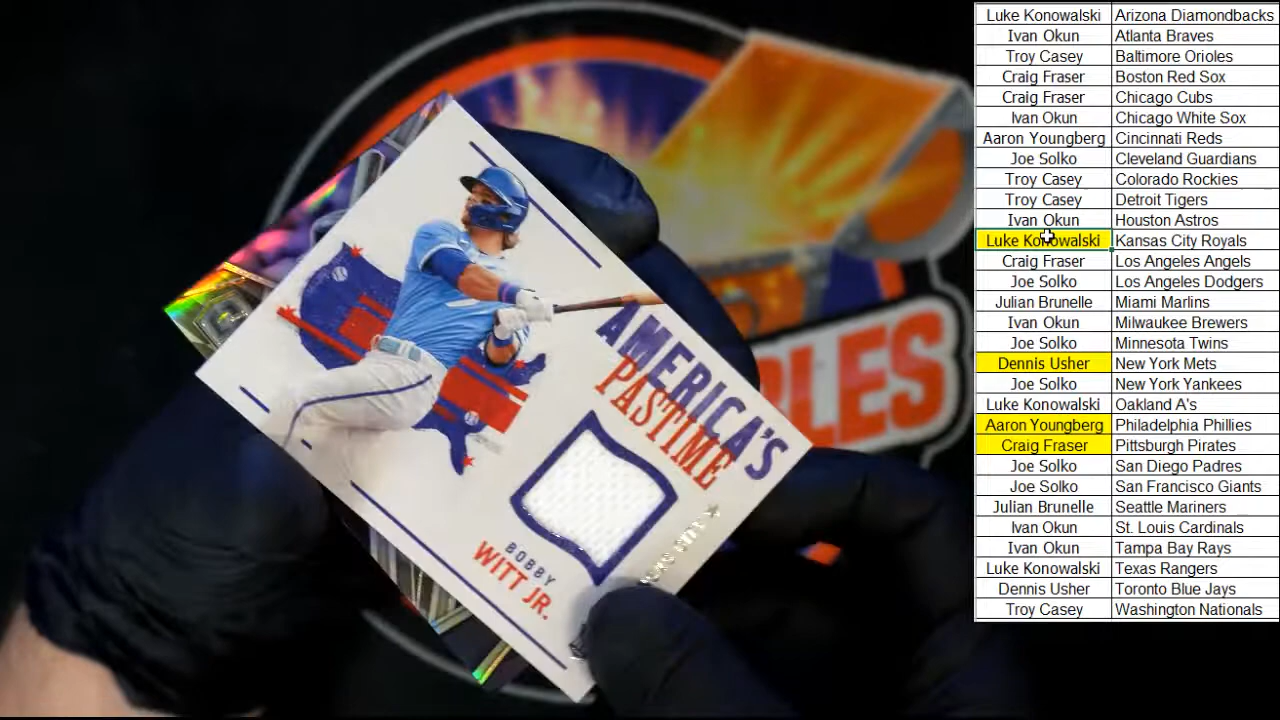 AMERICA'S
PASTIME
BOBBY
WITT JR.
PLES
Luke Konowalski Arizona Diamondbacks
Ivan Okun Atlanta Braves
Troy Casey Baltimore Orioles
Craig Fraser Boston Red Sox
Craig Fraser Chicago Cubs
Ivan Okun Chicago White Sox
Aaron Youngberg Cincinnati Reds
Joe Solko Cleveland Guardians
Troy Casey Colorado Rockies
Troy Casey Detroit Tigers
Ivan Okun Houston Astros
Luke Konowalski Kansas City Royals
Craig Fraser Los Angeles Angels
Joe Solko Los Angeles Dodgers
Julian Brunelle Miami Marlins
Ivan Okun Milwaukee Brewers
Joe Solko Minnesota Twins
Dennis Usher New York Mets
Joe Solko New York Yankees
Luke Konowalski Oakland A's
Aaron Youngberg Philadelphia Phillies
Craig Fraser Pittsburgh Pirates
Joe Solko San Diego Padres
Joe Solko San Francisco Giants
Julian Brunelle Seattle Mariners
Ivan Okun St. Louis Cardinals
Ivan Okun Tampa Bay Rays
Luke Konowalski Texas Rangers
Dennis Usher Toronto Blue Jays
Troy Casey Washington Nationals